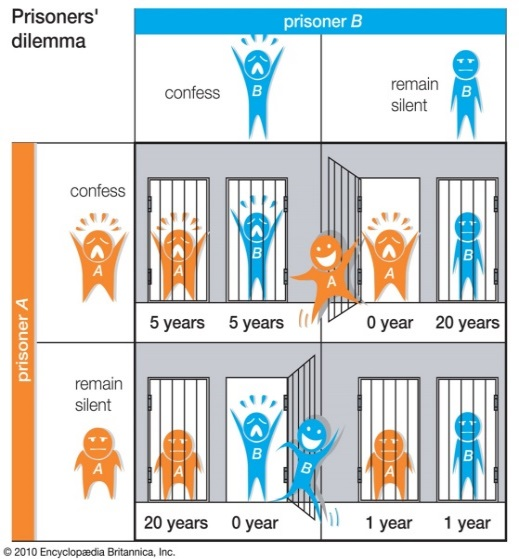 Prisoners'
dilemma
prisoner B
confess
B
remain
silent
B
prisoner A
confess
A
A
B
A
A
B
5 years
5 years
0 year
20 years
remain
silent
A
A
B
B
A
B
20 years
0 year
1 year
1 year
© 2010 Encyclopædia Britannica, Inc.